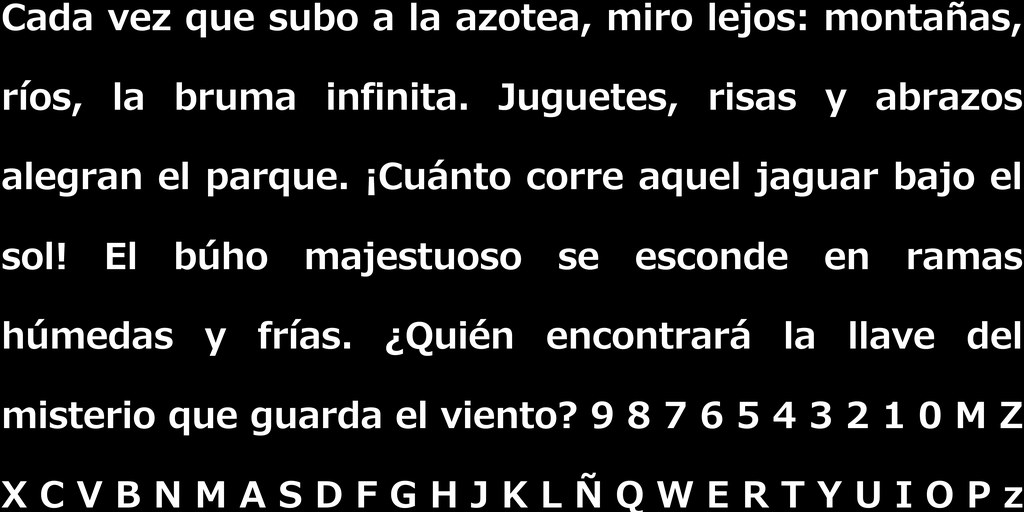 Cada vez que subo a la azotea, miro lejos: montañas,
ríos, la bruma infinita. Juguetes, risas y abrazos
alegran el parque. ¡Cuánto corre aquel jaguar bajo el
sol! El búho majestuoso se esconde en ramas
húmedas y frías. ¿Quién encontrará la llave del
misterio que guarda el viento? 9 8 7 6 5 4 3 2 1 0 M Z
X C V B N M A S D F G H J K L Ñ Q W E R T Y U I O P z